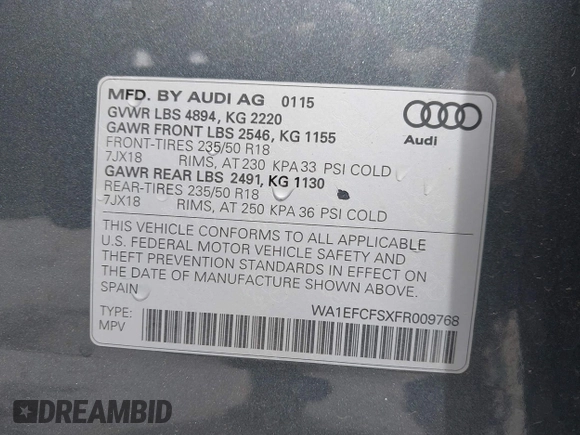 MFD. BY AUDI AG 0115
GVWR LBS 4894, KG 2220
GAWR FRONT LBS 2546, KG 1155
FRONT-TIRES 235/50 R18
7JX18 RIMS, AT 230 KPA 33 PSI COLD
GAWR REAR LBS 2491, KG 1130
REAR-TIRES 235/50 R18
7JX18 RIMS, AT 250 KPA 36 PSI COLD
Audi
THIS VEHICLE CONFORMS TO ALL APPLICABLE
U.S. FEDERAL MOTOR VEHICLE SAFETY AND
THEFT PREVENTION STANDARDS IN EFFECT ON
THE DATE OF MANUFACTURE SHOWN ABOVE.
SPAIN
WA1EFCFSXFR009768
TYPE:
MPV
DREAMBID